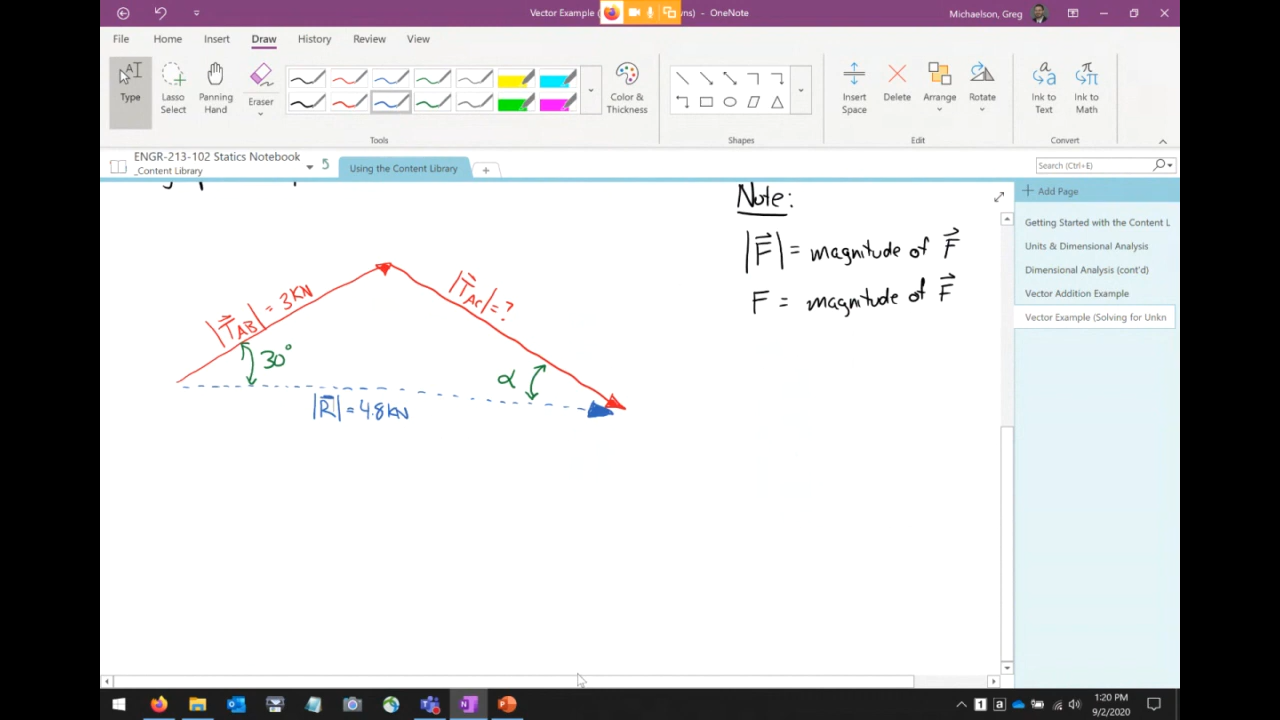 Vector Example (
wns) - OneNote
Michaelson, Greg
File Home Insert Draw History Review View
Type
Lasso Select
Panning Hand
Eraser
Color & Thickness
Insert Space
Delete
Arrange
Rotate
Ink to Text
Ink to Math
Tools
Shapes
Edit
Convert
ENGR-213-102 Statics Notebook
_Content Library
Using the Content Library
Search (Ctrl+E)
Add Page
Getting Started with the Content L
Units & Dimensional Analysis
Dimensional Analysis (cont'd)
Vector Addition Example
Vector Example (Solving for Unkn
Note:
|F⃗| = magnitude of F⃗
F = magnitude of F⃗
|T⃗AB| = 3KN
|T⃗AC| = ?
30°
α
|R⃗| = 4.8KN
1:20 PM
9/2/2020